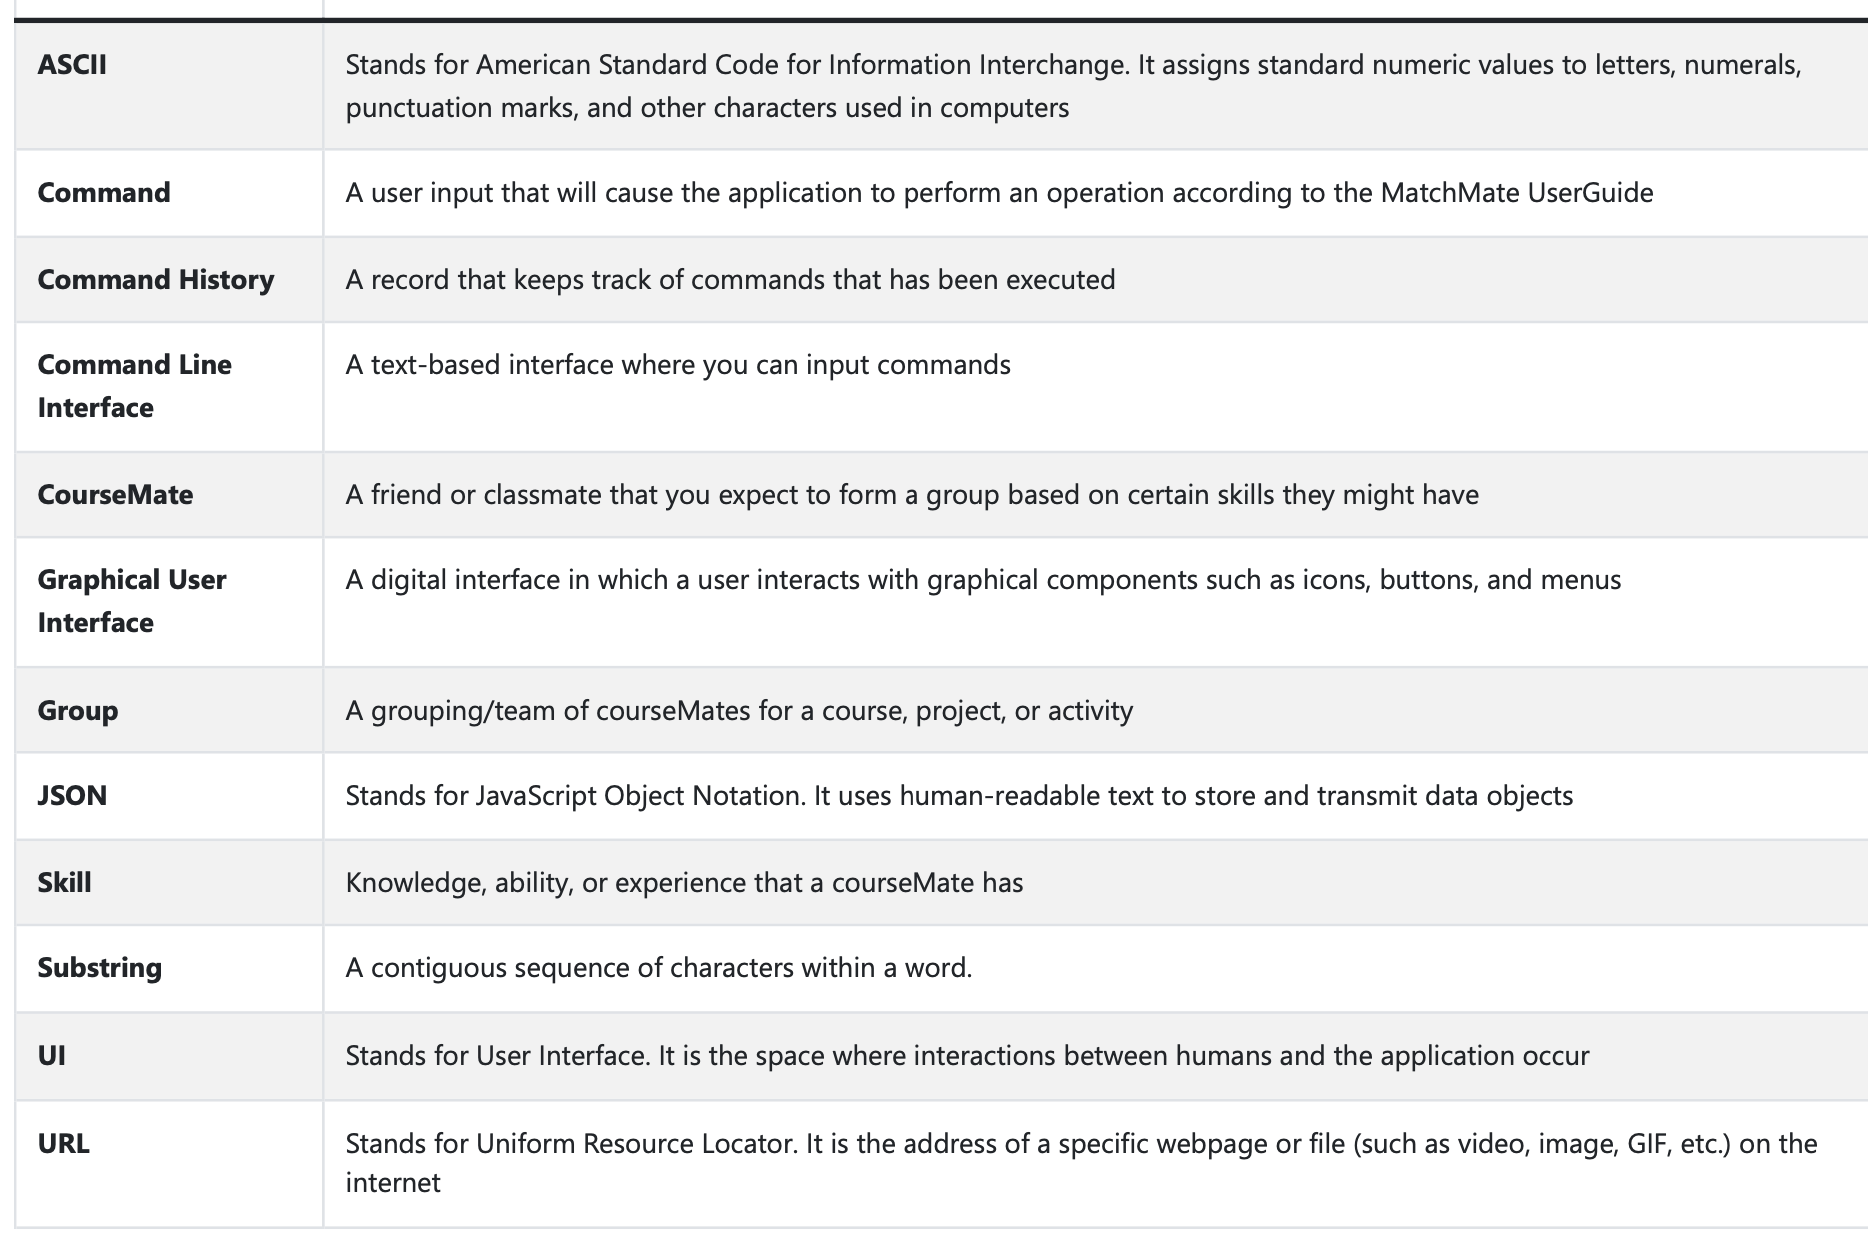 ASCII
Stands for American Standard Code for Information Interchange. It assigns standard numeric values to letters, numerals,
punctuation marks, and other characters used in computers
Command
A user input that will cause the application to perform an operation according to the MatchMate UserGuide
Command History
A record that keeps track of commands that has been executed
Command Line
Interface
A text-based interface where you can input commands
CourseMate
A friend or classmate that you expect to form a group based on certain skills they might have
Graphical User
Interface
A digital interface in which a user interacts with graphical components such as icons, buttons, and menus
Group
A grouping/team of courseMates for a course, project, or activity
JSON
Stands for JavaScript Object Notation. It uses human-readable text to store and transmit data objects
Skill
Knowledge, ability, or experience that a courseMate has
Substring
A contiguous sequence of characters within a word.
UI
Stands for User Interface. It is the space where interactions between humans and the application occur
URL
Stands for Uniform Resource Locator. It is the address of a specific webpage or file (such as video, image, GIF, etc.) on the
internet